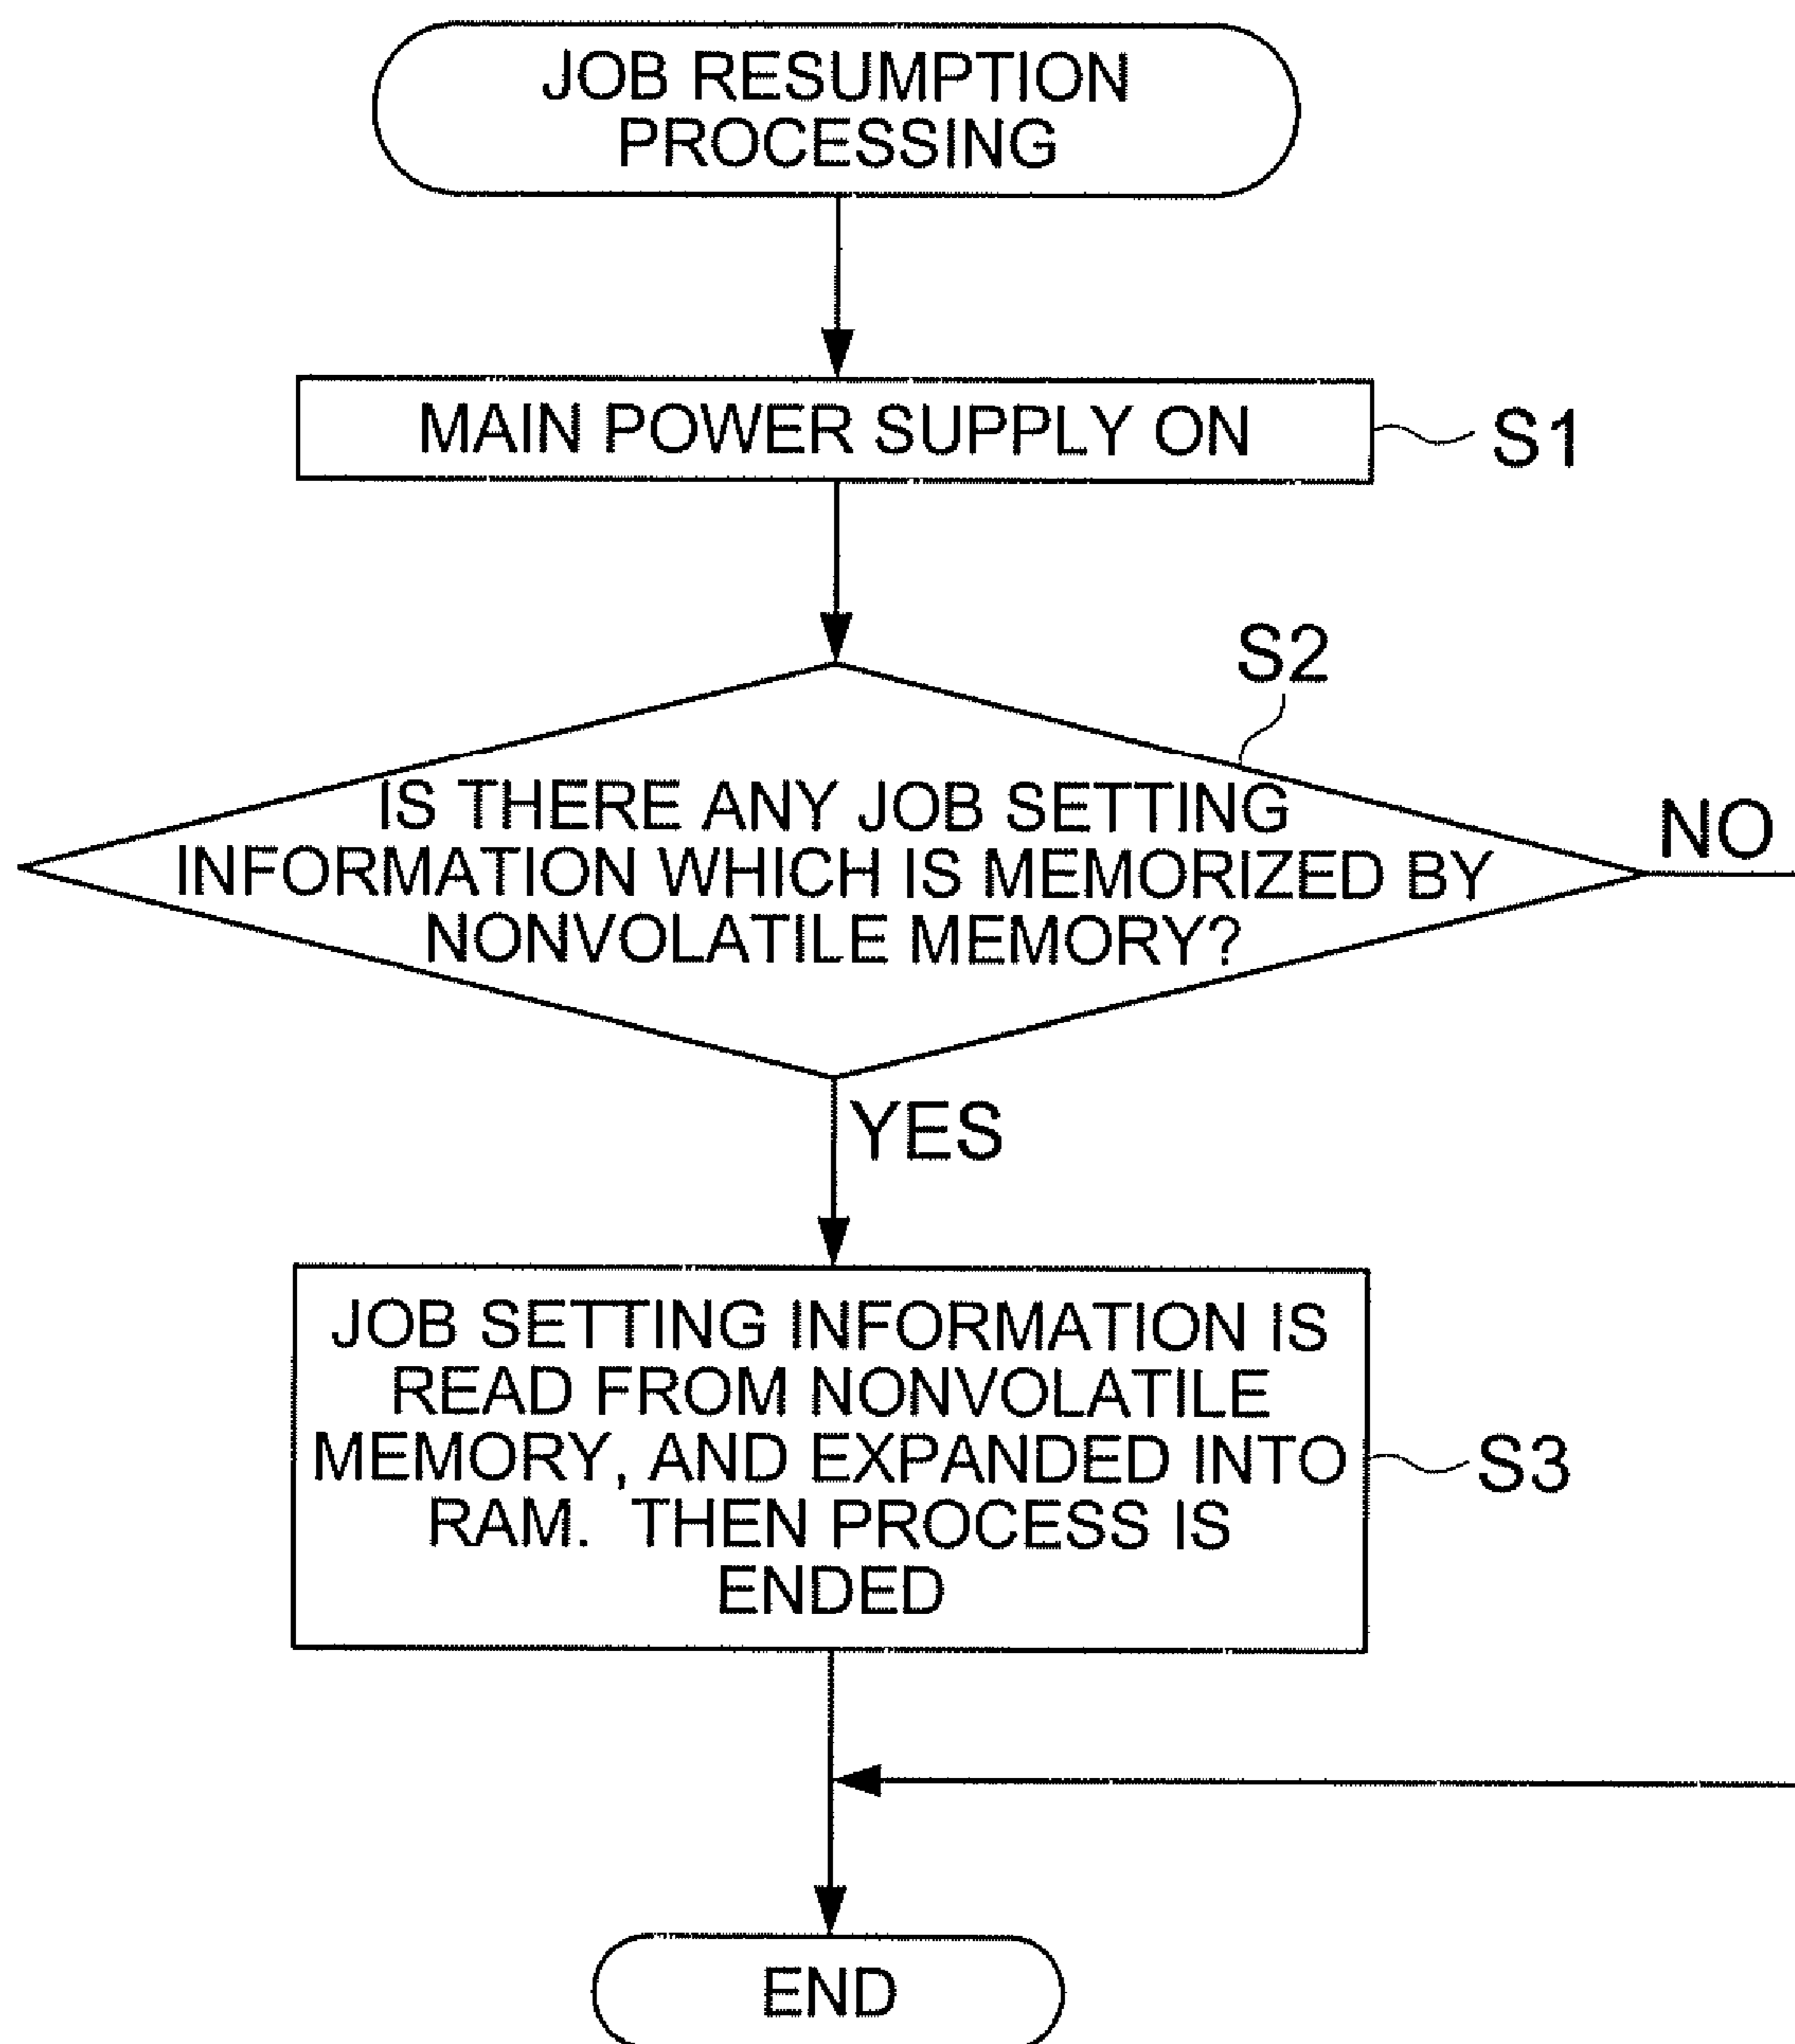 JOB RESUMPTION
PROCESSING
MAIN POWER SUPPLY ON
S1
S2
IS THERE ANY JOB SETTING
INFORMATION WHICH IS MEMORIZED BY
NONVOLATILE MEMORY?
NO
YES
JOB SETTING INFORMATION IS
READ FROM NONVOLATILE
MEMORY, AND EXPANDED INTO
RAM. THEN PROCESS IS
ENDED
S3
END